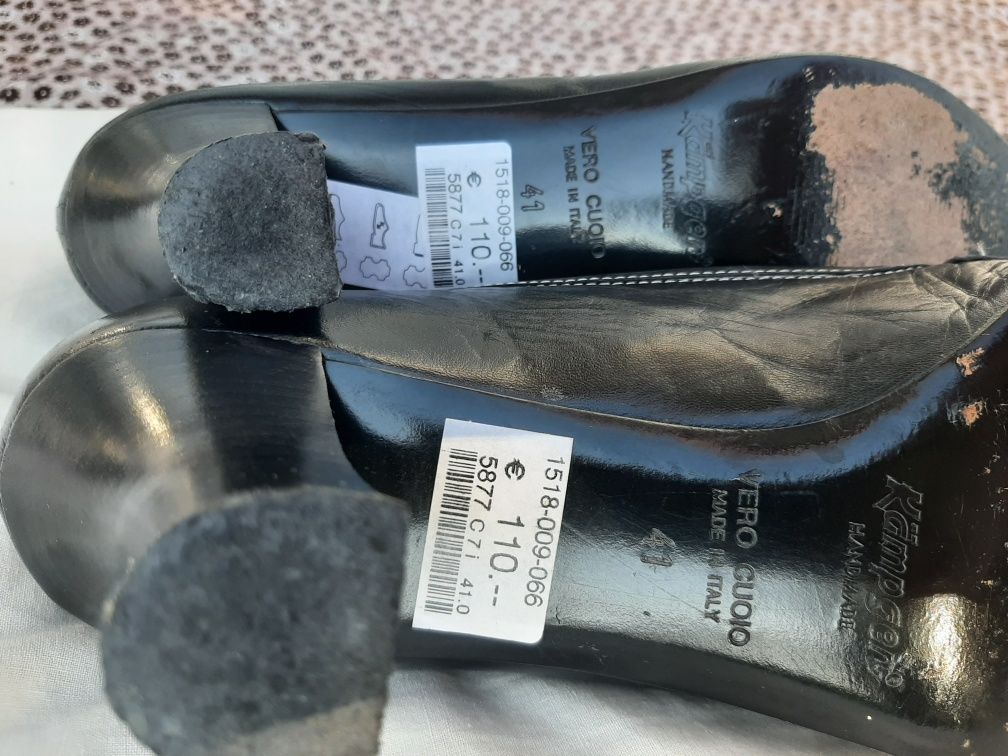 1518-009-066
€ 110.--
5877 C 7 i 41.0
41
VERO CUOIO
MADE IN ITALY
Kämpgen
HANDMADE
1518-009-066
€ 110.--
5877 C 7 i 41.0
41
VERO CUOIO
MADE IN ITALY
Kämpgen
HANDMADE